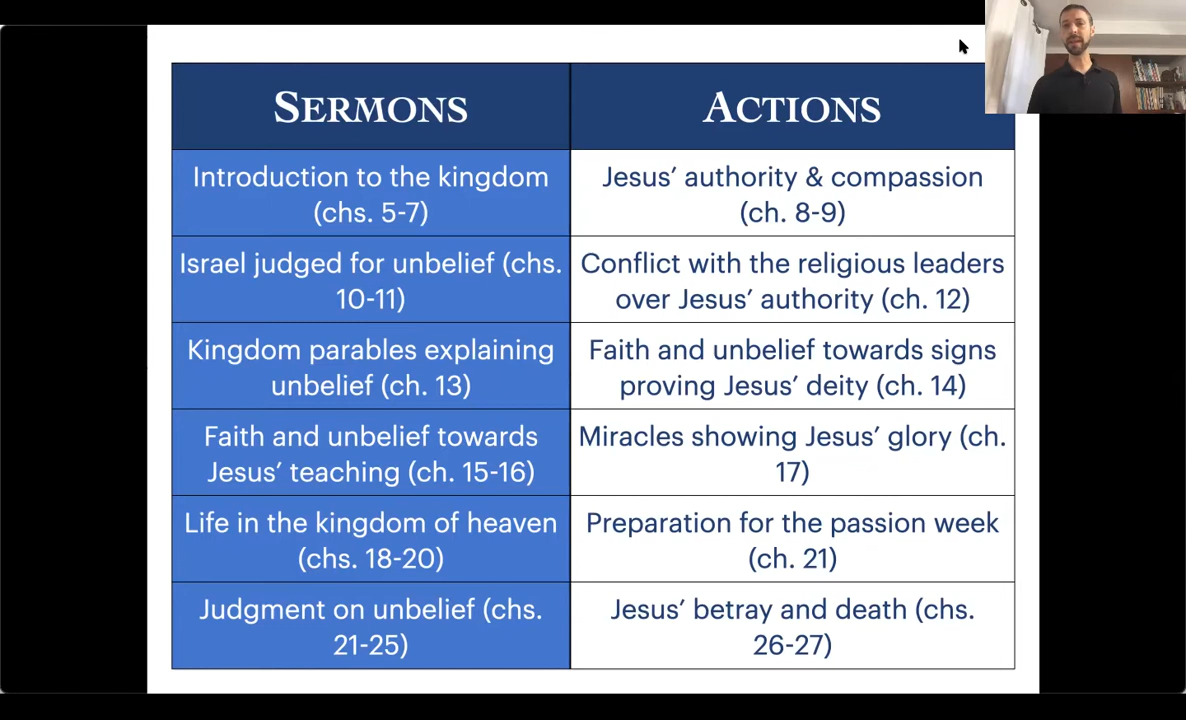 SERMONS
ACTIONS
Introduction to the kingdom
(chs. 5-7)
Jesus’ authority & compassion
(ch. 8-9)
Israel judged for unbelief (chs.
10-11)
Conflict with the religious leaders
over Jesus’ authority (ch. 12)
Kingdom parables explaining
unbelief (ch. 13)
Faith and unbelief towards signs
proving Jesus’ deity (ch. 14)
Faith and unbelief towards
Jesus’ teaching (ch. 15-16)
Miracles showing Jesus’ glory (ch.
17)
Life in the kingdom of heaven
(chs. 18-20)
Preparation for the passion week
(ch. 21)
Judgment on unbelief (chs.
21-25)
Jesus’ betray and death (chs.
26-27)